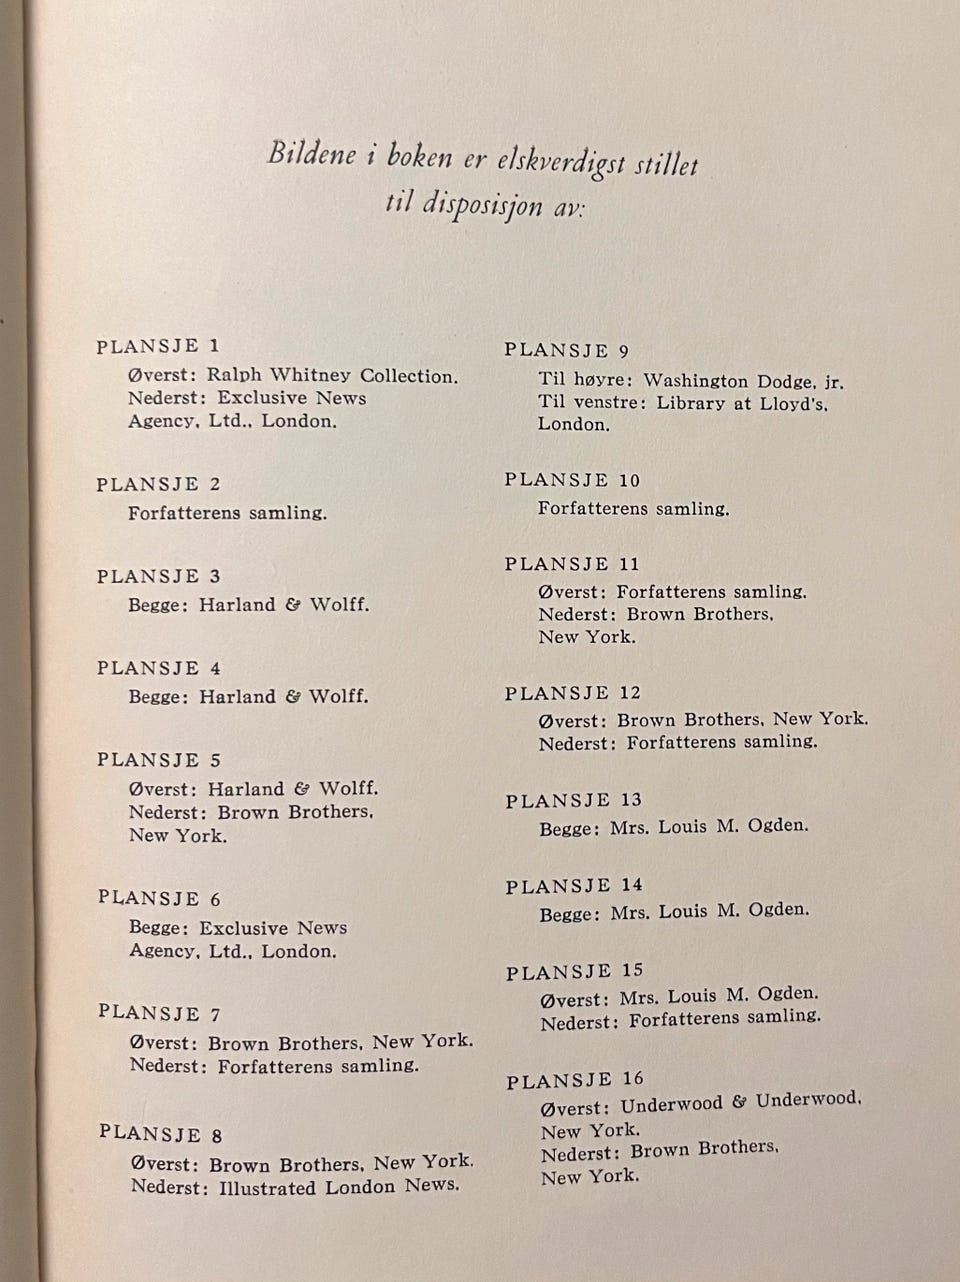 Bildene i boken er elskverdigst stillet
til disposisjon av:
PLANSJE 1
Øverst: Ralph Whitney Collection.
Nederst: Exclusive News
Agency, Ltd., London.
PLANSJE 2
Forfatterens samling.
PLANSJE 3
Begge: Harland & Wolff.
PLANSJE 4
Begge: Harland & Wolff.
PLANSJE 5
Øverst: Harland & Wolff.
Nederst: Brown Brothers,
New York.
PLANSJE 6
Begge: Exclusive News
Agency, Ltd., London.
PLANSJE 7
Øverst: Brown Brothers, New York.
Nederst: Forfatterens samling.
PLANSJE 8
Øverst: Brown Brothers, New York.
Nederst: Illustrated London News.
PLANSJE 9
Til høyre: Washington Dodge, jr.
Til venstre: Library at Lloyd's,
London.
PLANSJE 10
Forfatterens samling.
PLANSJE 11
Øverst: Forfatterens samling.
Nederst: Brown Brothers,
New York.
PLANSJE 12
Øverst: Brown Brothers, New York.
Nederst: Forfatterens samling.
PLANSJE 13
Begge: Mrs. Louis M. Ogden.
PLANSJE 14
Begge: Mrs. Louis M. Ogden.
PLANSJE 15
Øverst: Mrs. Louis M. Ogden.
Nederst: Forfatterens samling.
PLANSJE 16
Øverst: Underwood & Underwood,
New York.
Nederst: Brown Brothers,
New York.